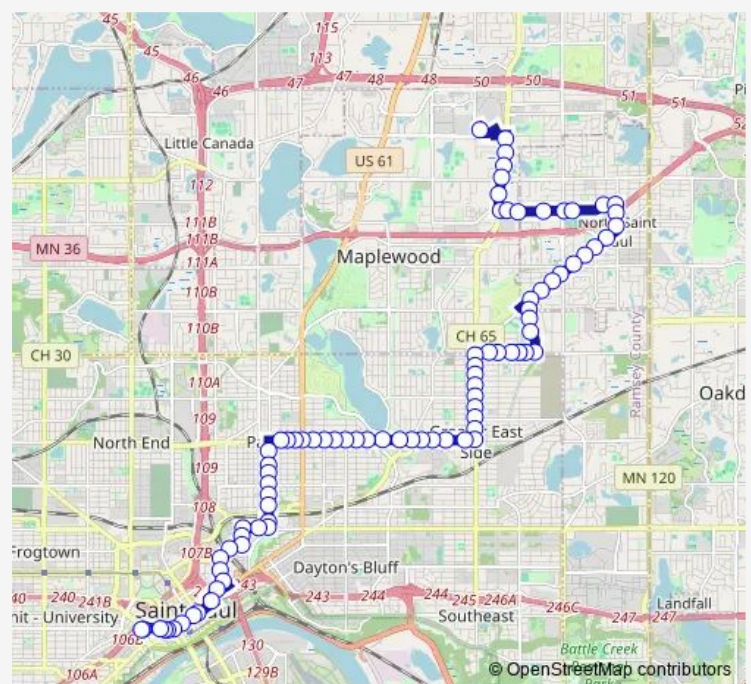 45
45
115
113
46
46
47
47
48
48
50
50
51
51
Little Canada
US 61
112
111B
111B
111A
MN 36
Maplewood
110B
110B
CH 30
CH 65
Ramsey County
110A
109
Oakd
North End
East
Side
109
MN 120
108
Frogtown
107B
Dayton's Bluff
43
243
244
244
245
246A
246C
247
247
40
240
241B
Saint
nit - University
Southeast
Landfall
106B
130
129B
106A
Battle Creek
© OpenStreetMap contributors